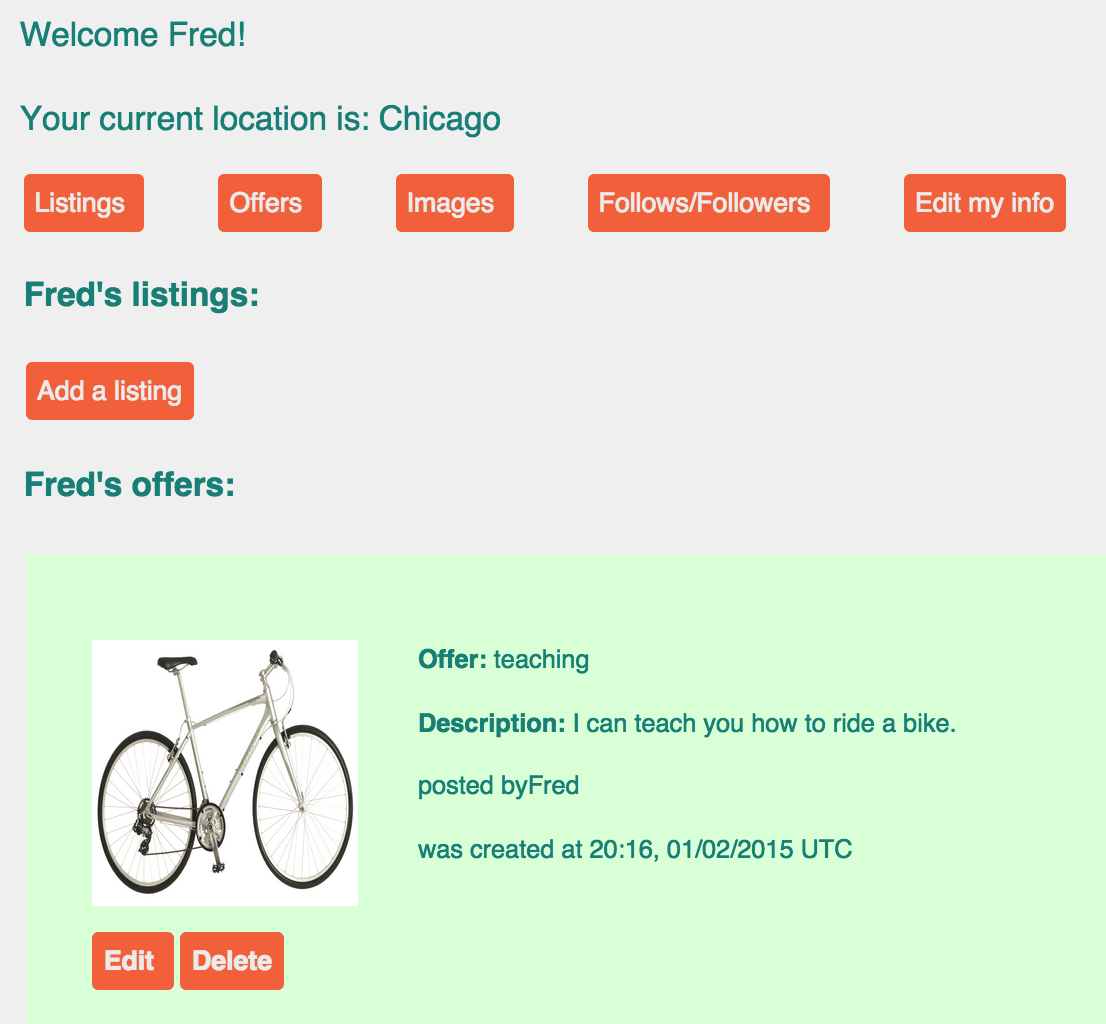 Welcome Fred!
Your current location is: Chicago
Listings Offers Images Follows/Followers Edit my info
Fred's listings:
Add a listing
Fred's offers:
Offer: teaching
Description: I can teach you how to ride a bike.
posted byFred
was created at 20:16, 01/02/2015 UTC
Edit Delete